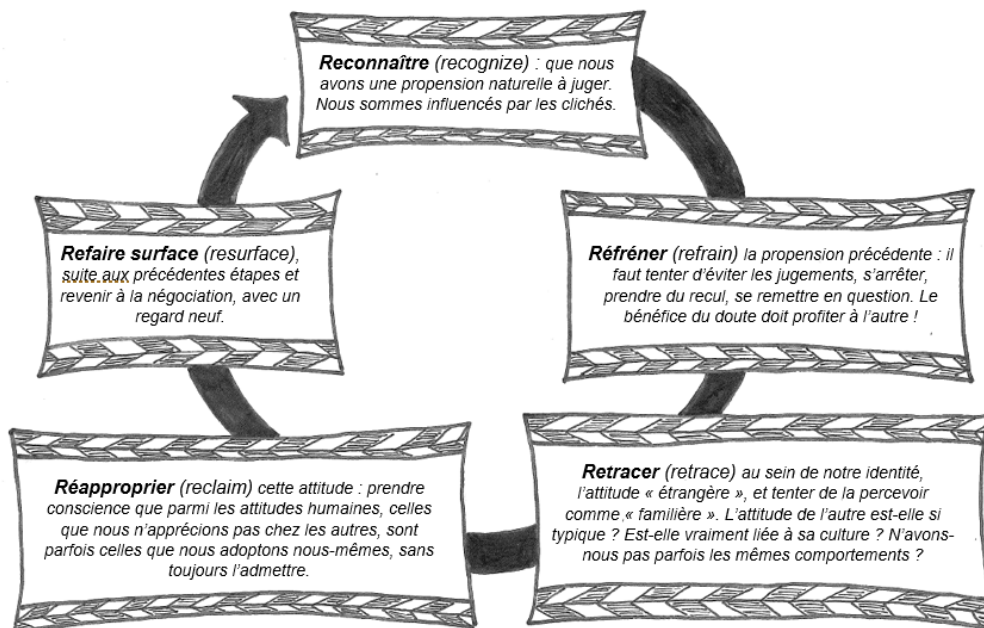 Reconnaître (recognize) : que nous
avons une propension naturelle à juger.
Nous sommes influencés par les clichés.
Réfréner (refrain) la propension précédente : il
faut tenter d'éviter les jugements, s'arrêter,
prendre du recul, se remettre en question. Le
bénéfice du doute doit profiter à l'autre !
Retracer (retrace) au sein de notre identité,
l'attitude « étrangère », et tenter de la percevoir
comme « familière ». L'attitude de l'autre est-elle si
typique ? Est-elle vraiment liée à sa culture ? N'avons-
nous pas parfois les mêmes comportements ?
Réapproprier (reclaim) cette attitude : prendre
conscience que parmi les attitudes humaines, celles
que nous n'apprécions pas chez les autres, sont
parfois celles que nous adoptons nous-mêmes, sans
toujours l'admettre.
Refaire surface (resurface),
suite aux précédentes étapes et
revenir à la négociation, avec un
regard neuf.